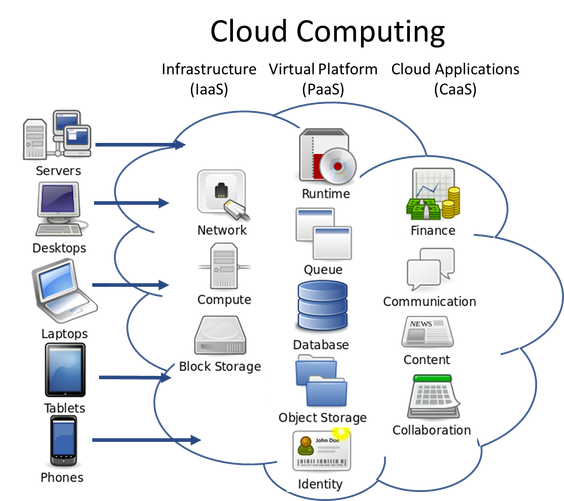 Cloud Computing
Infrastructure
(IaaS)
Virtual Platform
(PaaS)
Cloud Applications
(CaaS)
Servers
Desktops
Laptops
Tablets
Phones
Network
Compute
Block Storage
Runtime
Queue
Database
Object Storage
John Doe
Identity
Finance
Communication
NEWS
Content
Collaboration